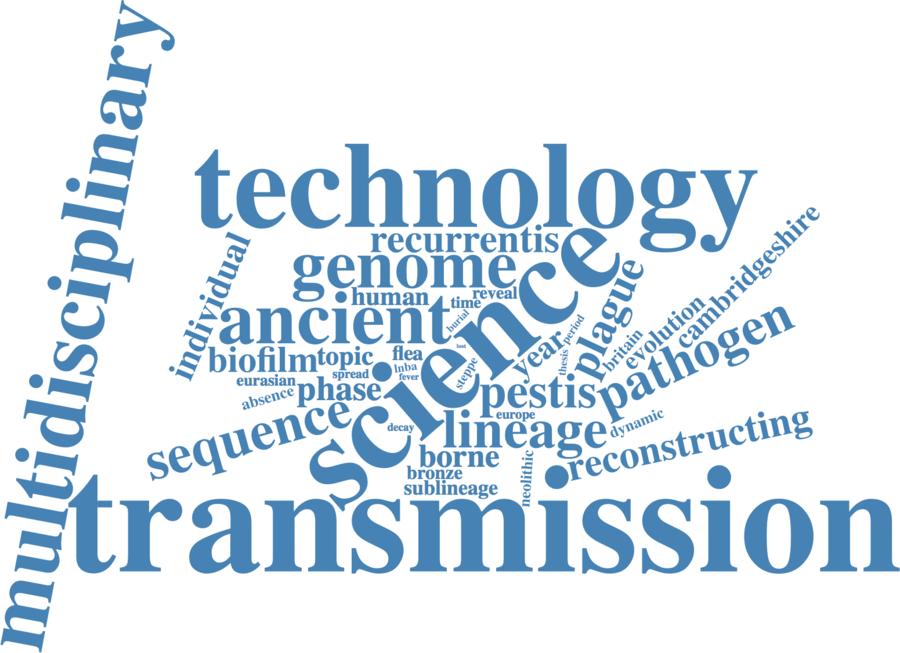 multidisciplinary
technology
recurrentis
genome
individual
human
time
reveal
ancient
burial
science
plague
cambridgeshire
evolution
britain
period
thesis
year
pathogen
biofilm
topic
flea
lnba
fever
lost
steppe
spread
eurasian
phase
absence
pestis
europe
sequence
decay
lineage
dynamic
reconstructing
borne
bronze
sublineage
neolithic
transmission